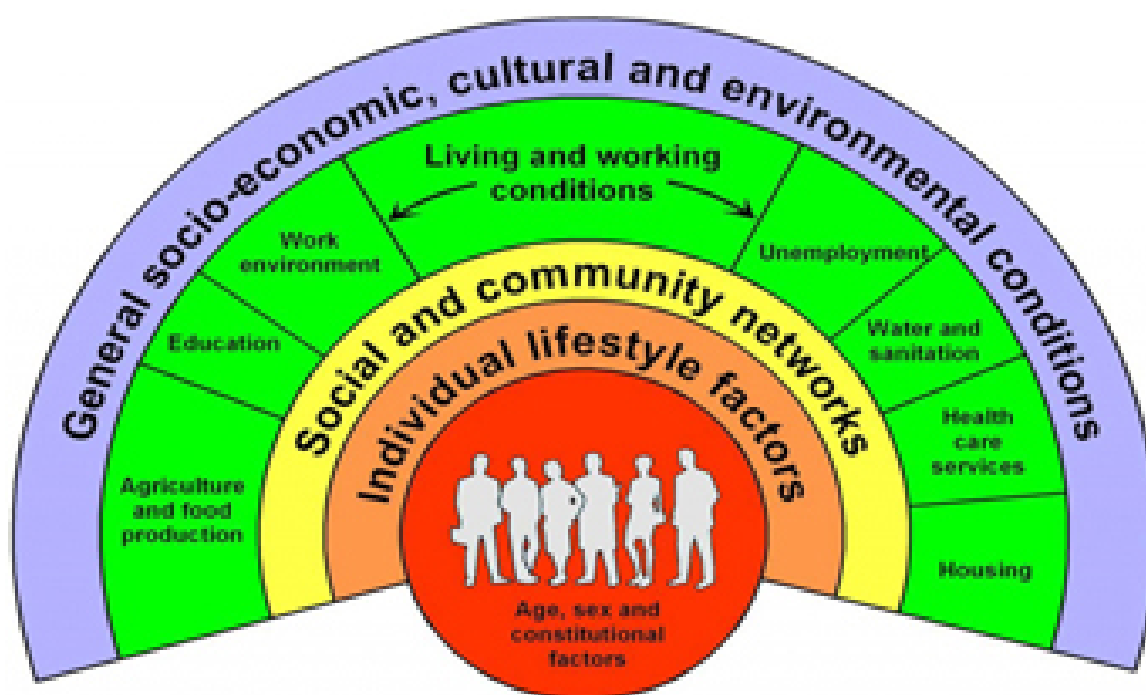 General socio-economic, cultural and environmental conditions
Living and working
conditions
Work
environment
Unemployment
Education
Water and
sanitation
Agriculture
and food
production
Health
care
services
Housing
Social and community networks
Individual lifestyle factors
Age, sex and
constitutional
factors